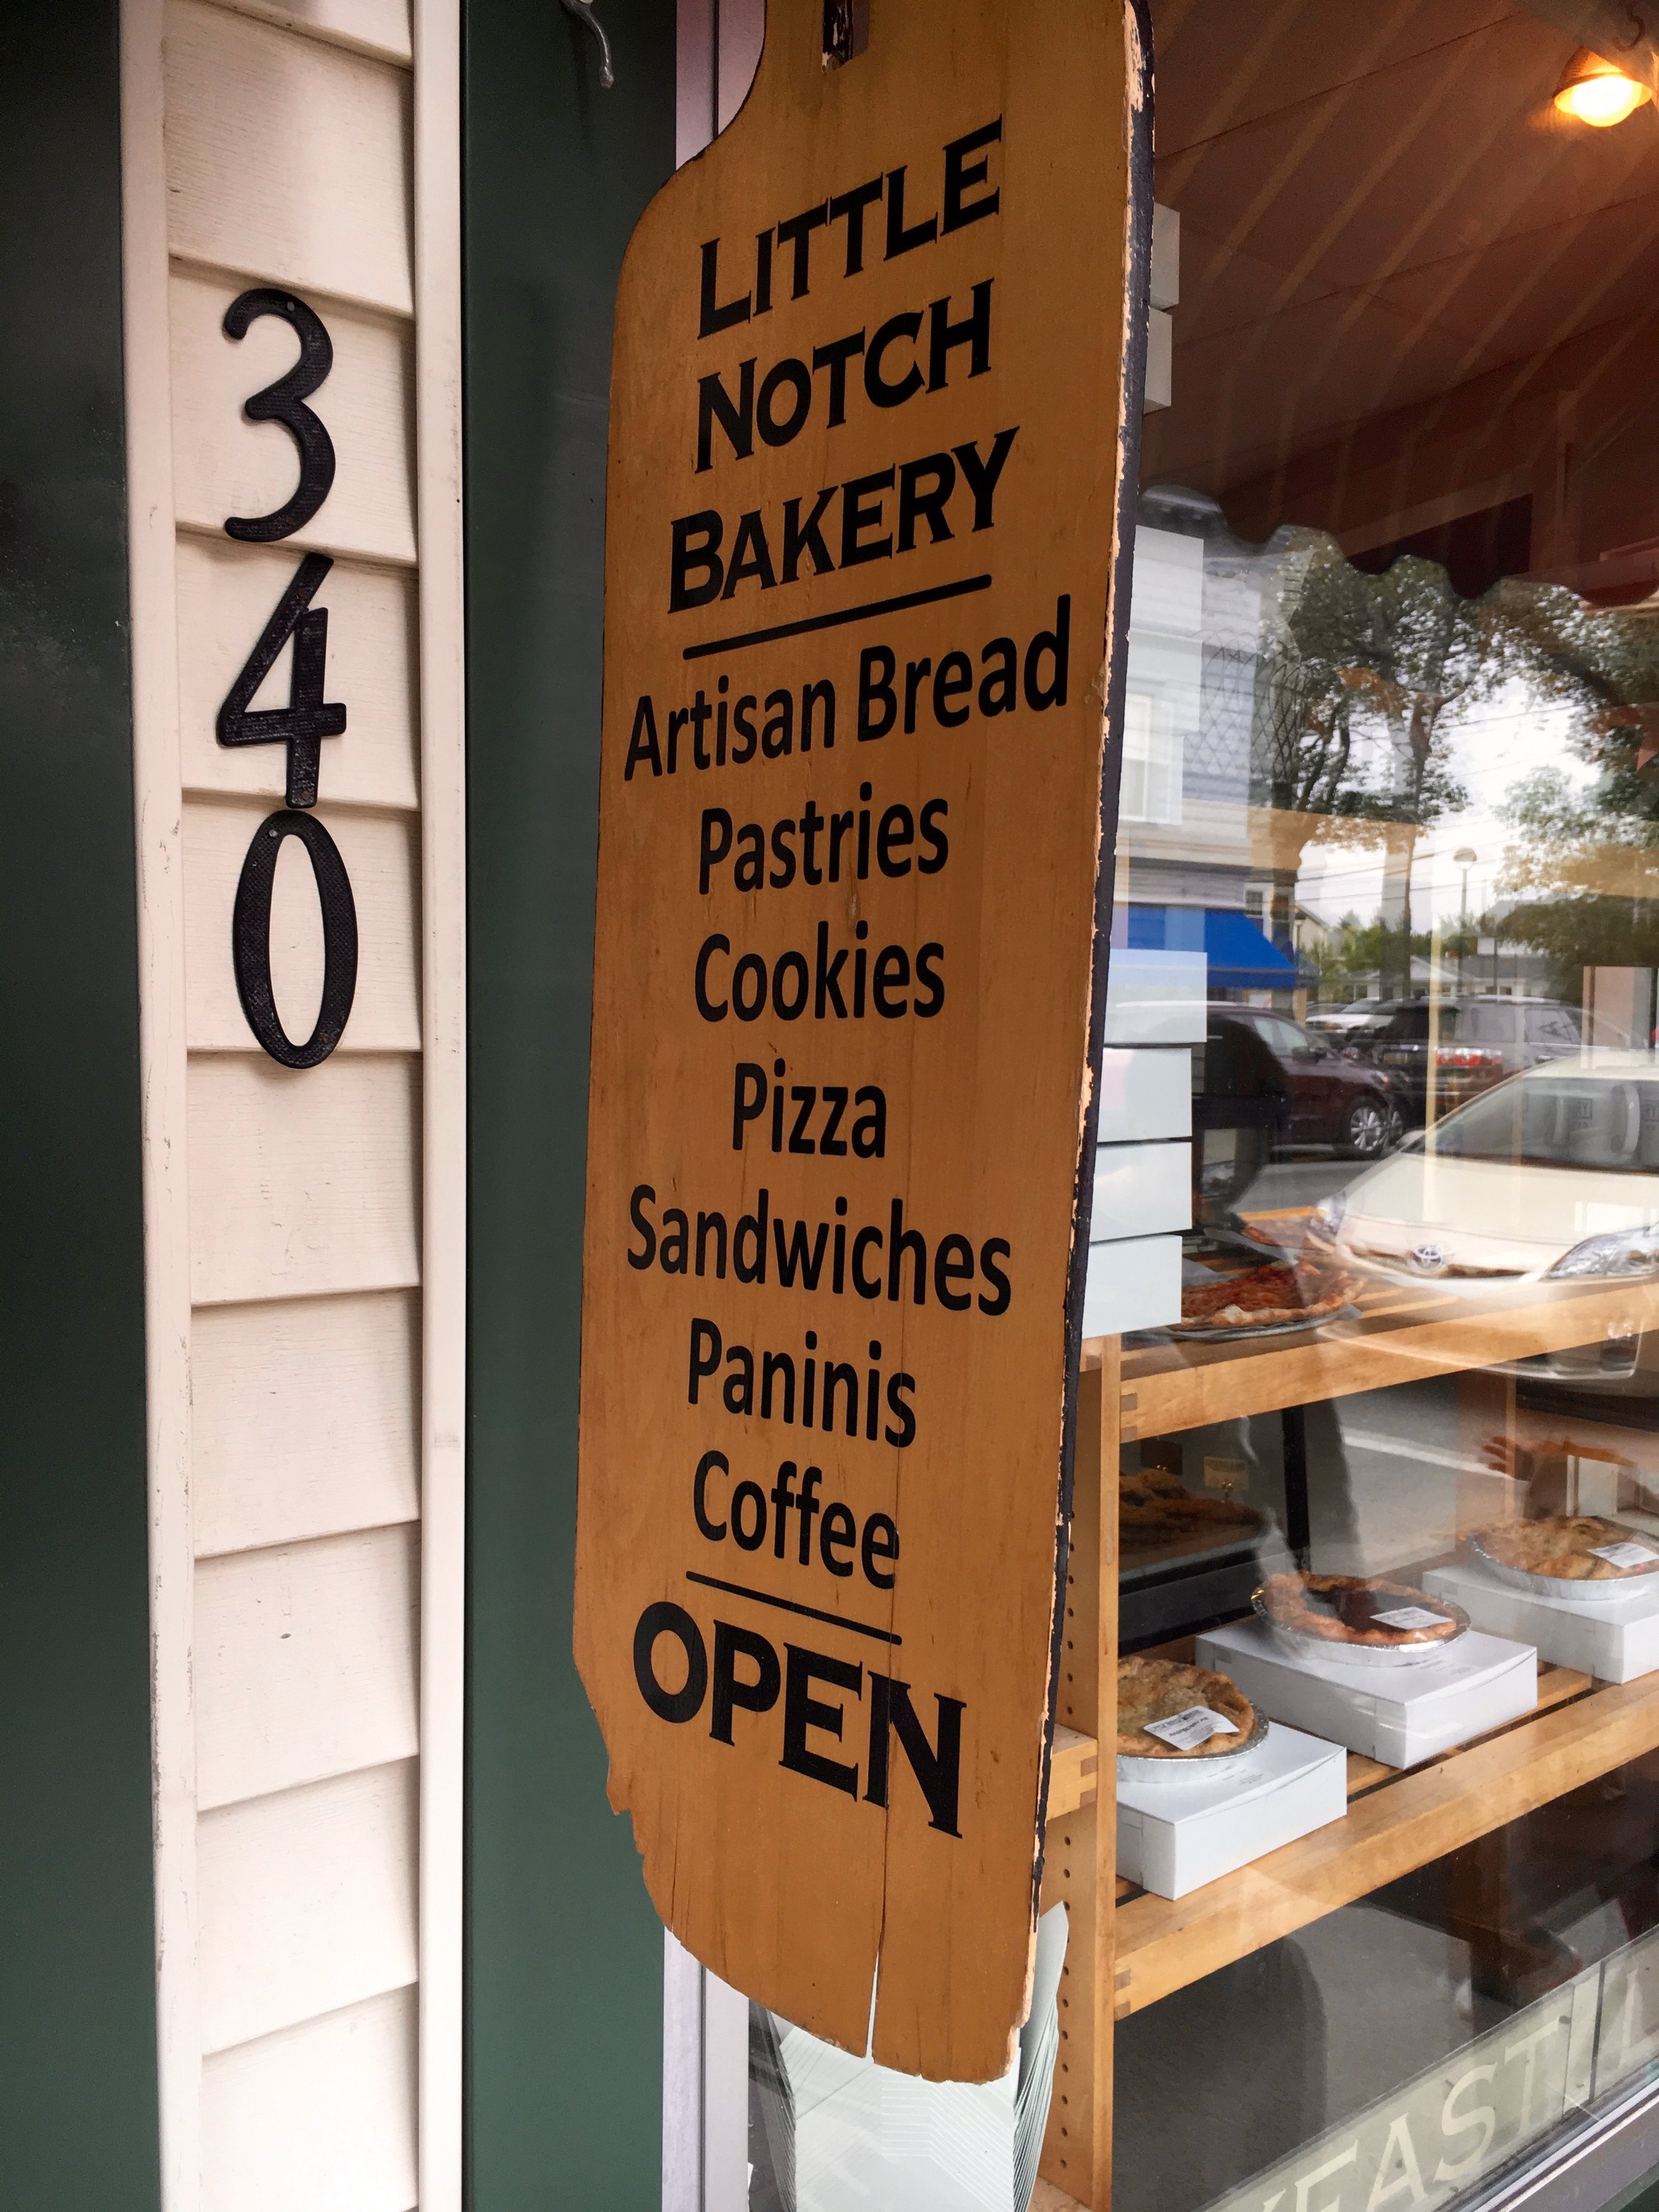 340
LITTLE
NOTCH
BAKERY
Artisan Bread
Pastries
Cookies
Pizza
Sandwiches
Paninis
Coffee
OPEN